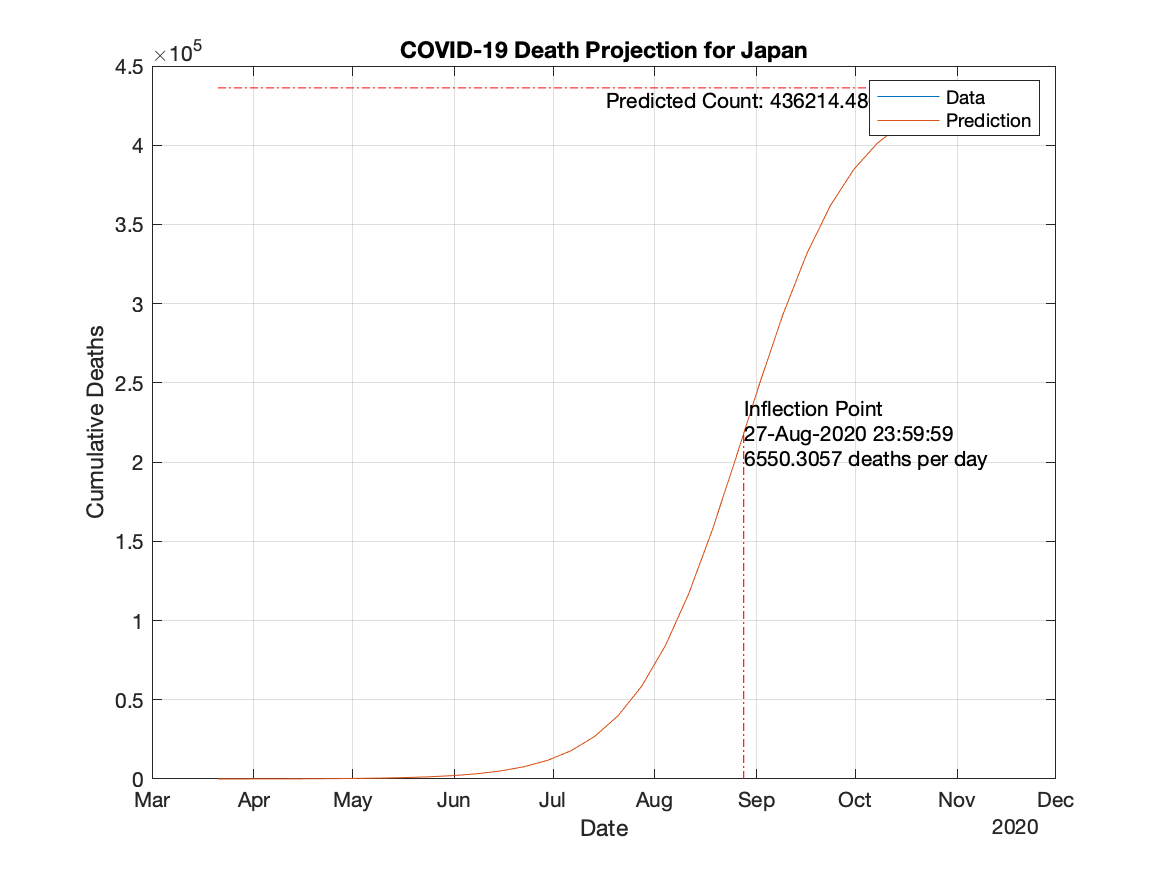 COVID-19 Death Projection for Japan
×10⁵
4.5
4
3.5
3
2.5
2
1.5
1
0.5
0
Cumulative Deaths
Predicted Count: 436214.48
Data
Prediction
Inflection Point
27-Aug-2020 23:59:59
6550.3057 deaths per day
Mar Apr May Jun Jul Aug Sep Oct Nov Dec
Date
2020